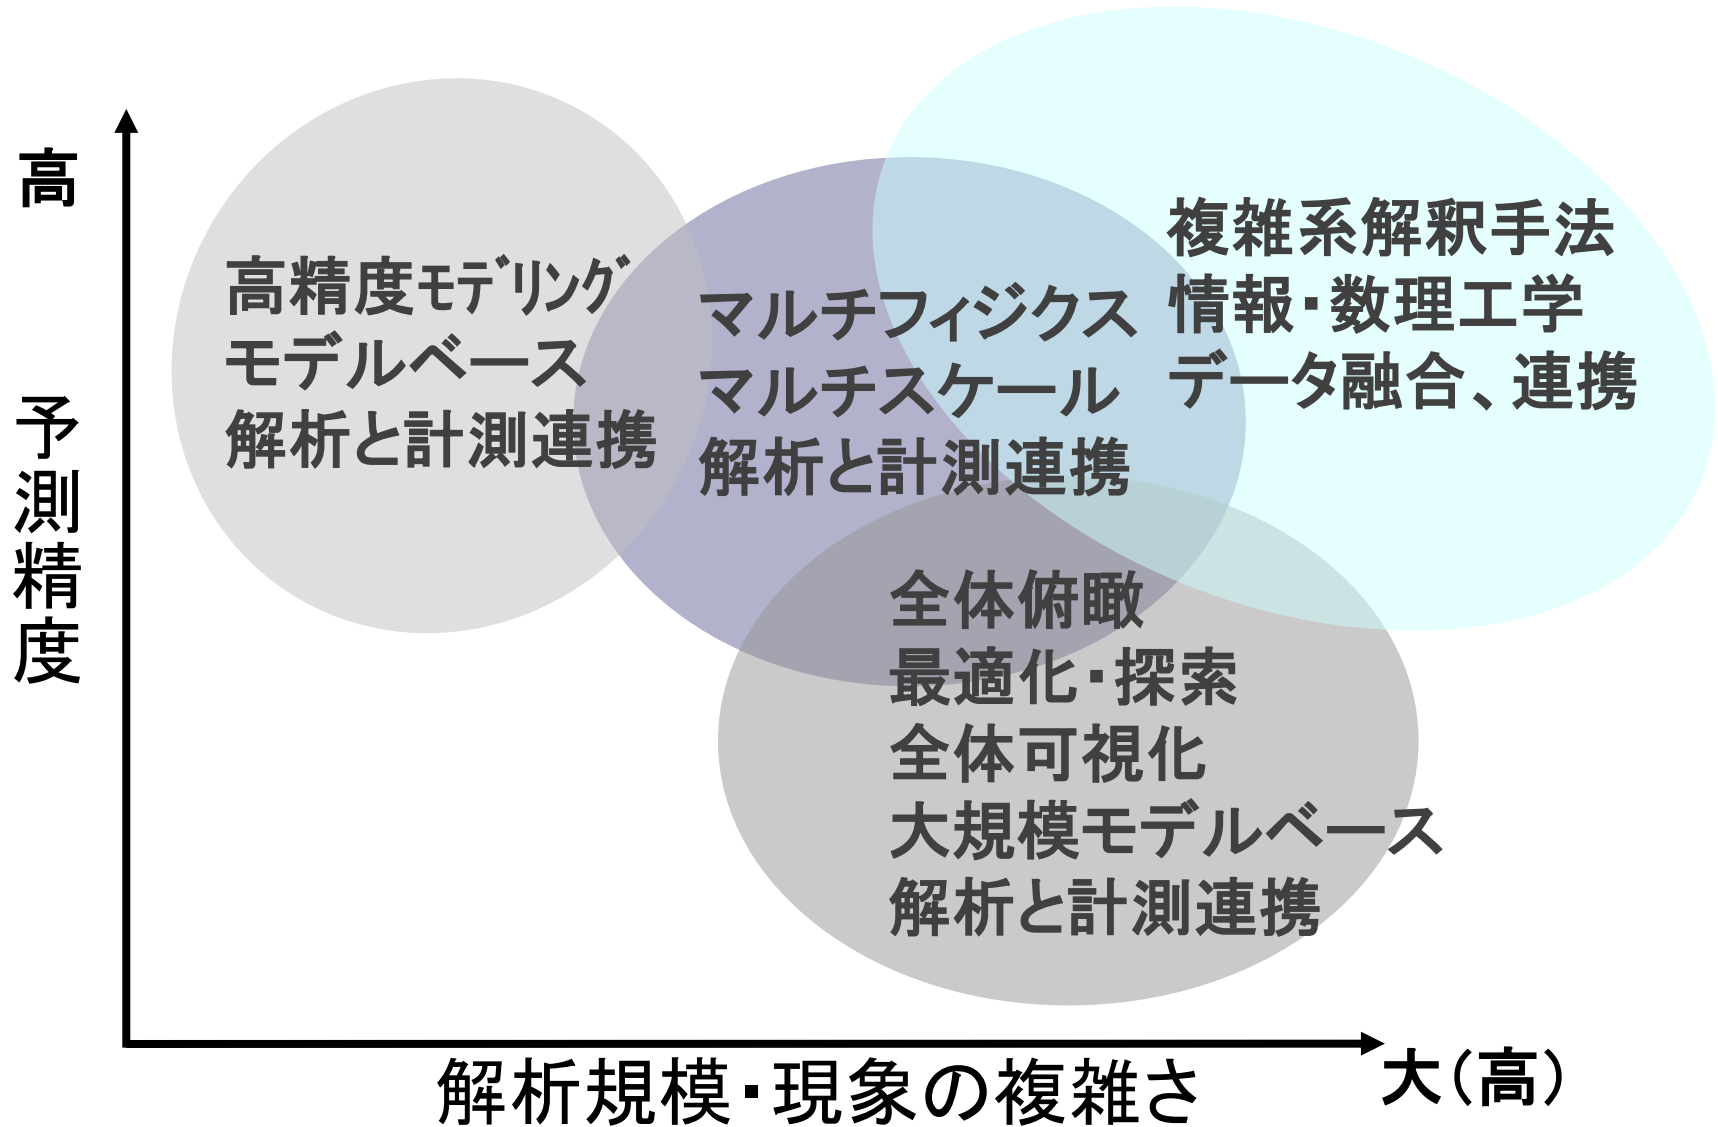 高
予測精度
高精度ﾓﾃﾞﾘﾝｸﾞ
モデルベース
解析と計測連携
マルチフィジクス
マルチスケール
解析と計測連携
複雑系解釈手法
情報・数理工学
データ融合、連携
全体俯瞰
最適化・探索
全体可視化
大規模モデルベース
解析と計測連携
解析規模・現象の複雑さ
大（高）